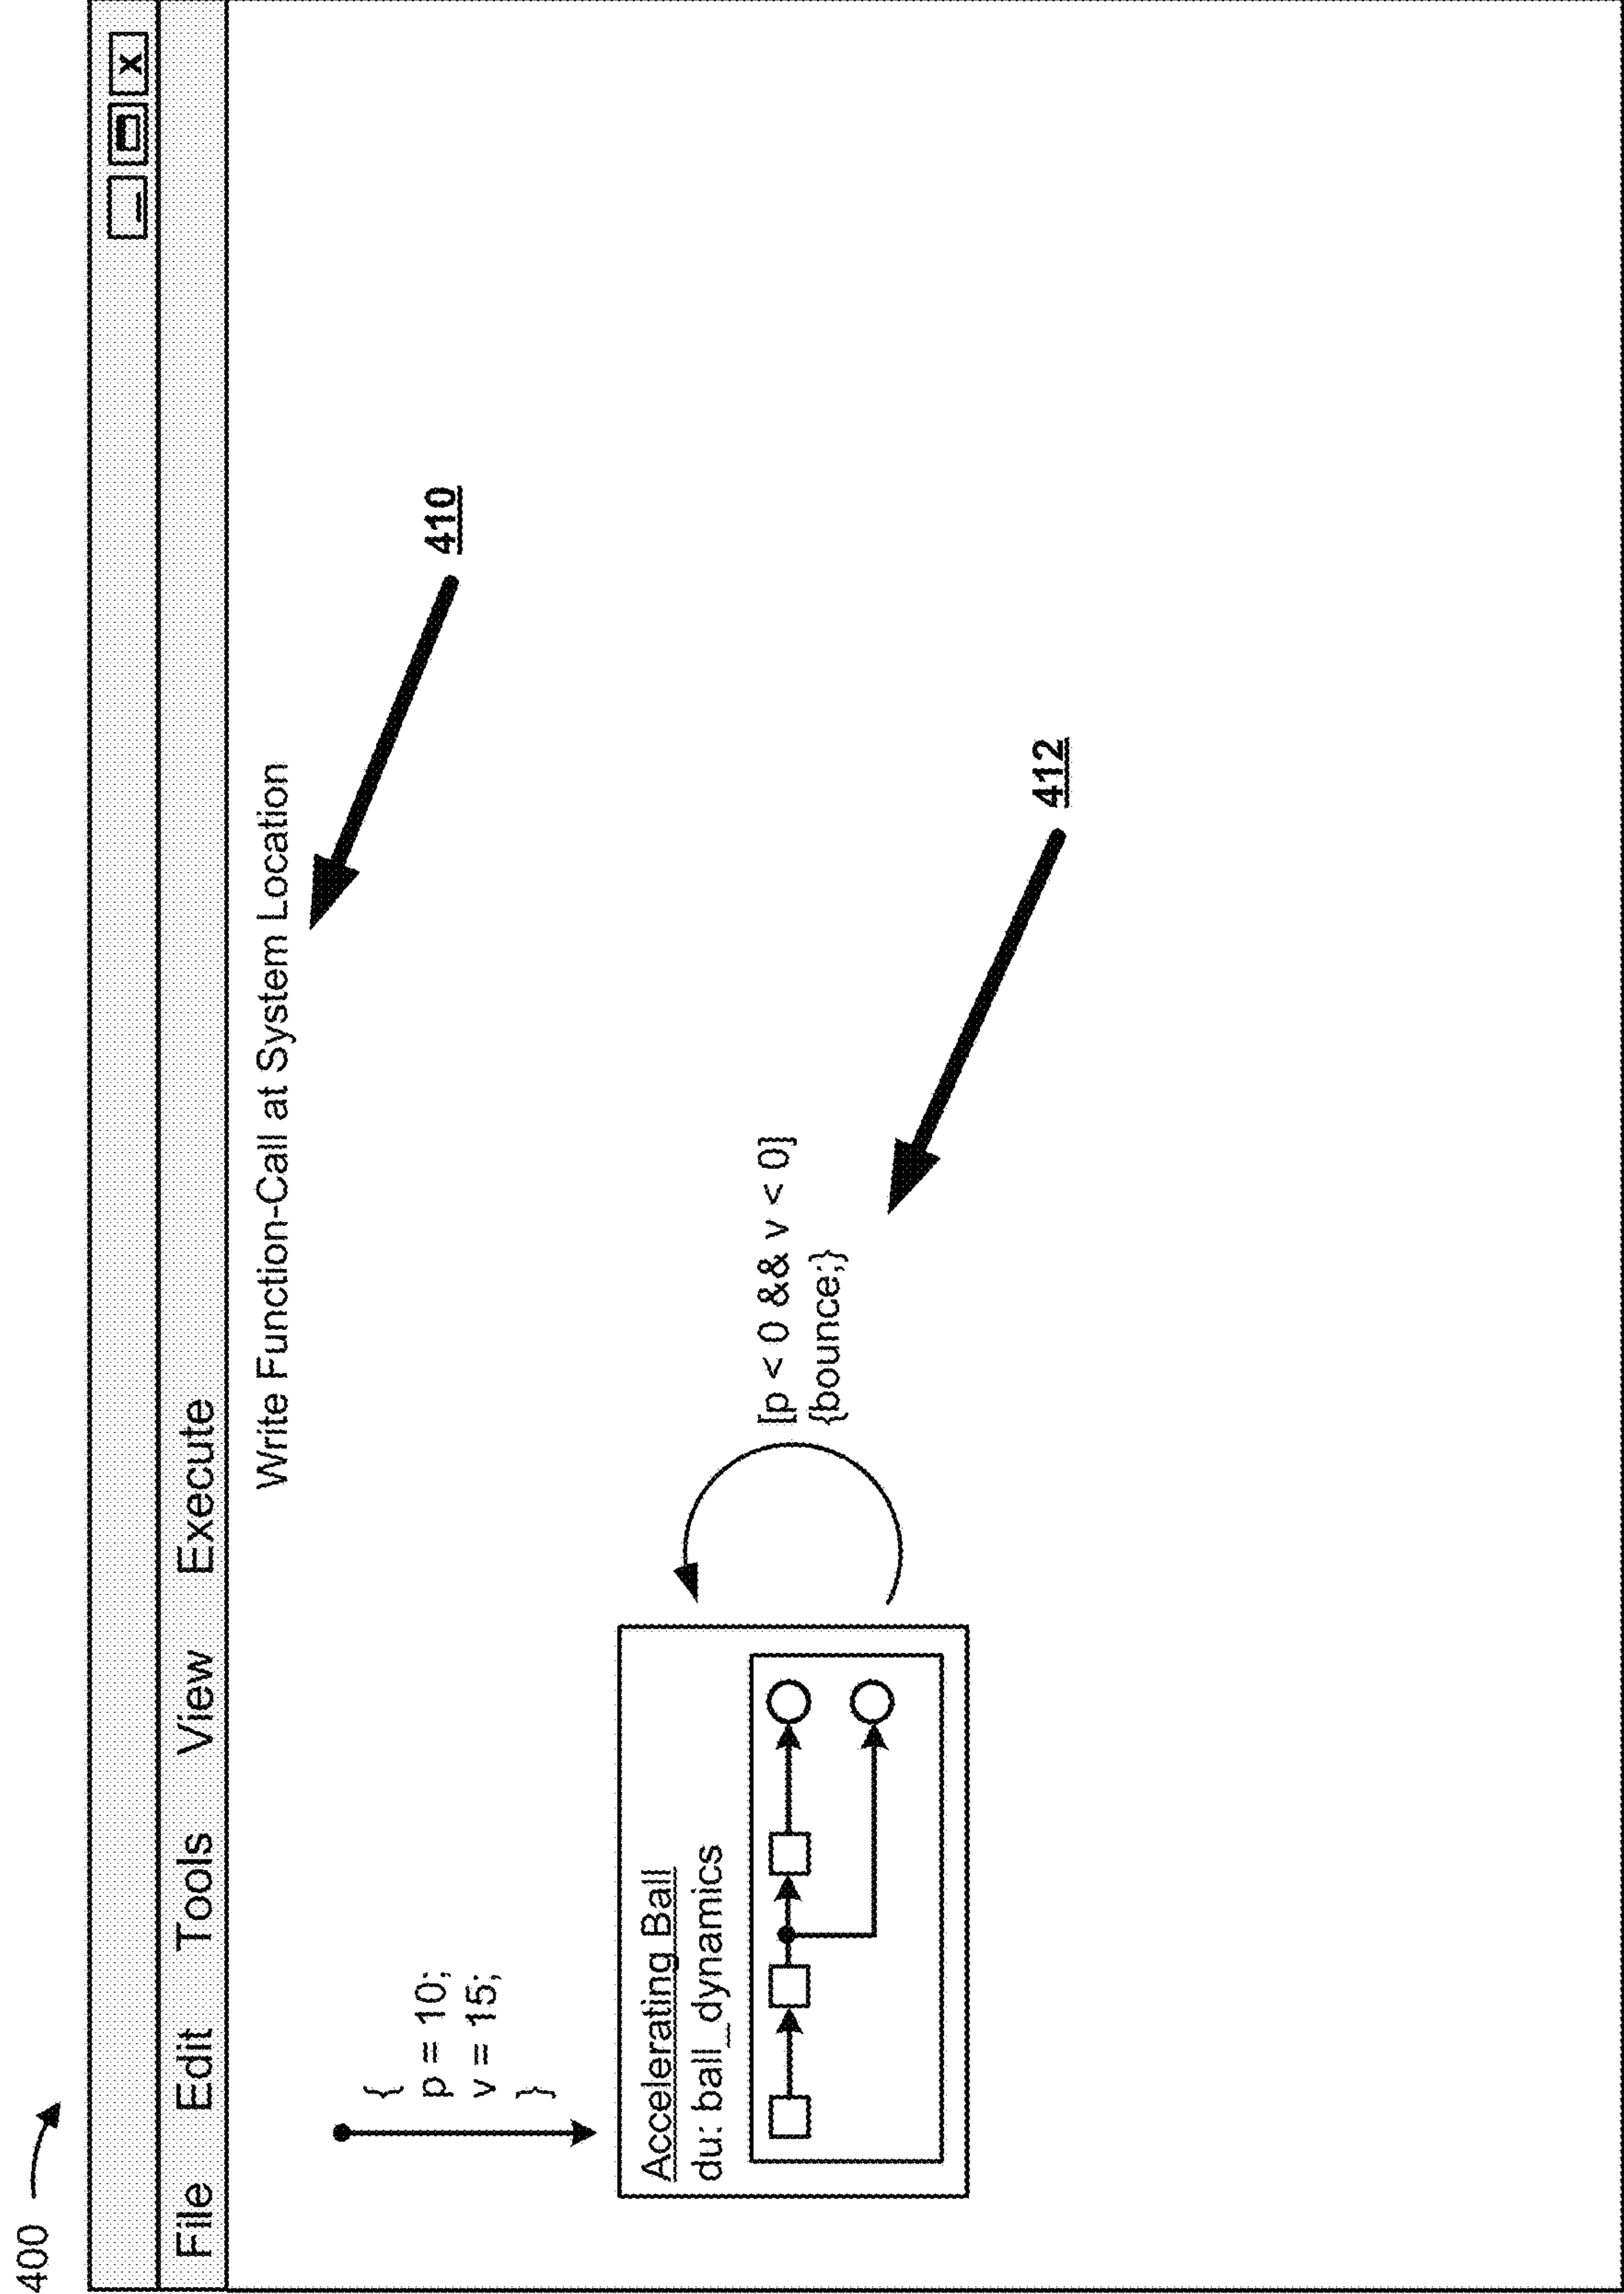 400
_ X
File Edit Tools View Execute
Write Function-Call at System Location
410
{
p = 10;
v = 15;
}
Accelerating Ball
du: ball_dynamics
[p < 0 && v < 0]
{bounce;}
412